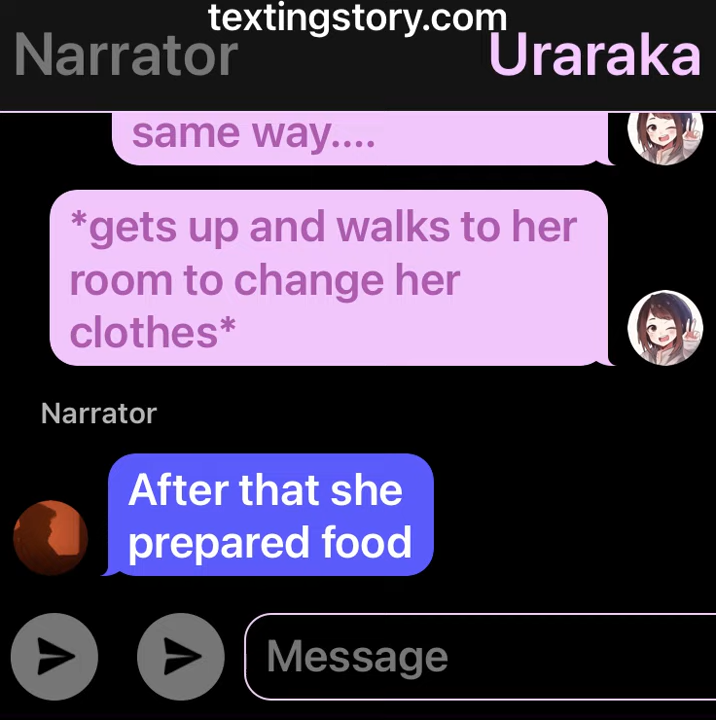 textingstory.com
Narrator Uraraka
same way....
*gets up and walks to her
room to change her
clothes*
Narrator
After that she
prepared food
Message